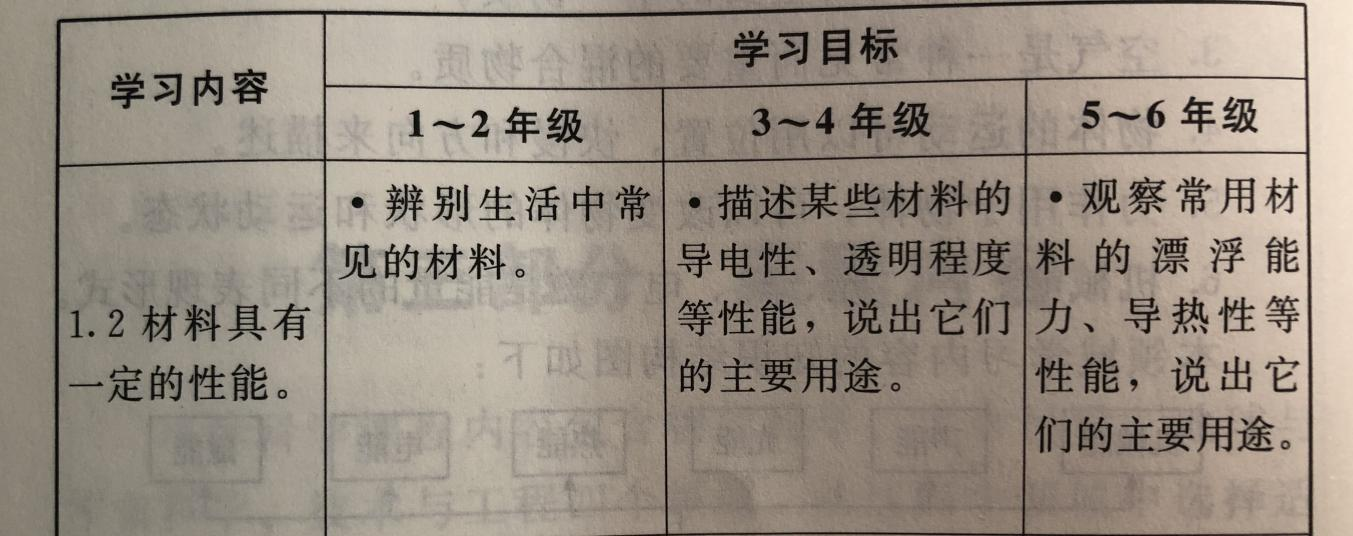 学习内容
学习目标
1～2 年级
3～4 年级
5～6 年级
1.2 材料具有
一定的性能。
• 辨别生活中常
见的材料。
• 描述某些材料的
导电性、透明程度
等性能，说出它们
的主要用途。
• 观察常用材
料的漂浮能
力、导热性等
性能，说出它
们的主要用途。